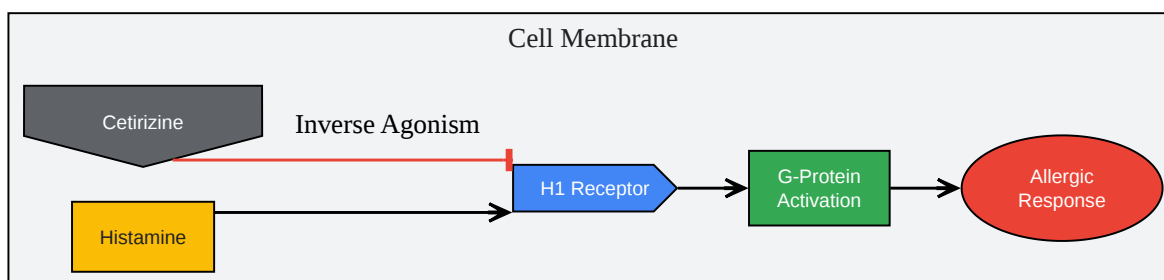 Cell Membrane
Cetirizine
Inverse Agonism
H1 Receptor
G-Protein
Activation
Allergic
Response
Histamine